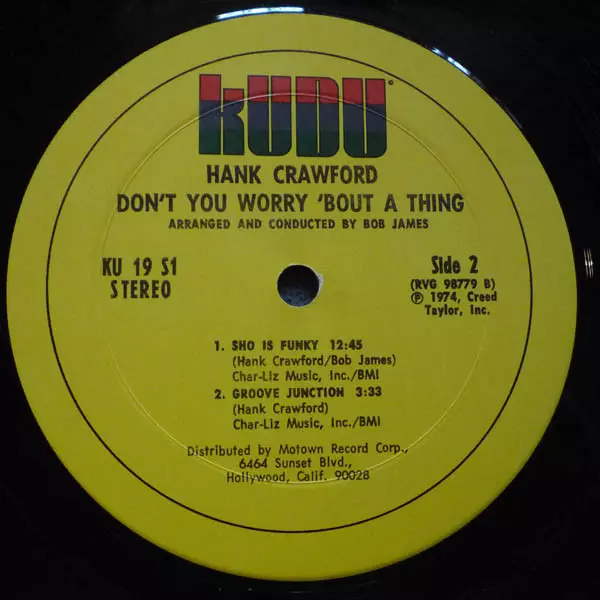 KUDU ©
HANK CRAWFORD
DON'T YOU WORRY 'BOUT A THING
ARRANGED AND CONDUCTED BY BOB JAMES
KU 19 S1
STEREO
Side 2
(RVG 98779 B)
℗ 1974, Creed
Taylor, Inc.
1. SHO IS FUNKY 12:45
(Hank Crawford/Bob James)
Char-Liz Music, Inc./BMI
2. GROOVE JUNCTION 3:33
(Hank Crawford)
Char-Liz Music, Inc./BMI
Distributed by Motown Record Corp.,
6464 Sunset Blvd.,
Hollywood, Calif. 90028